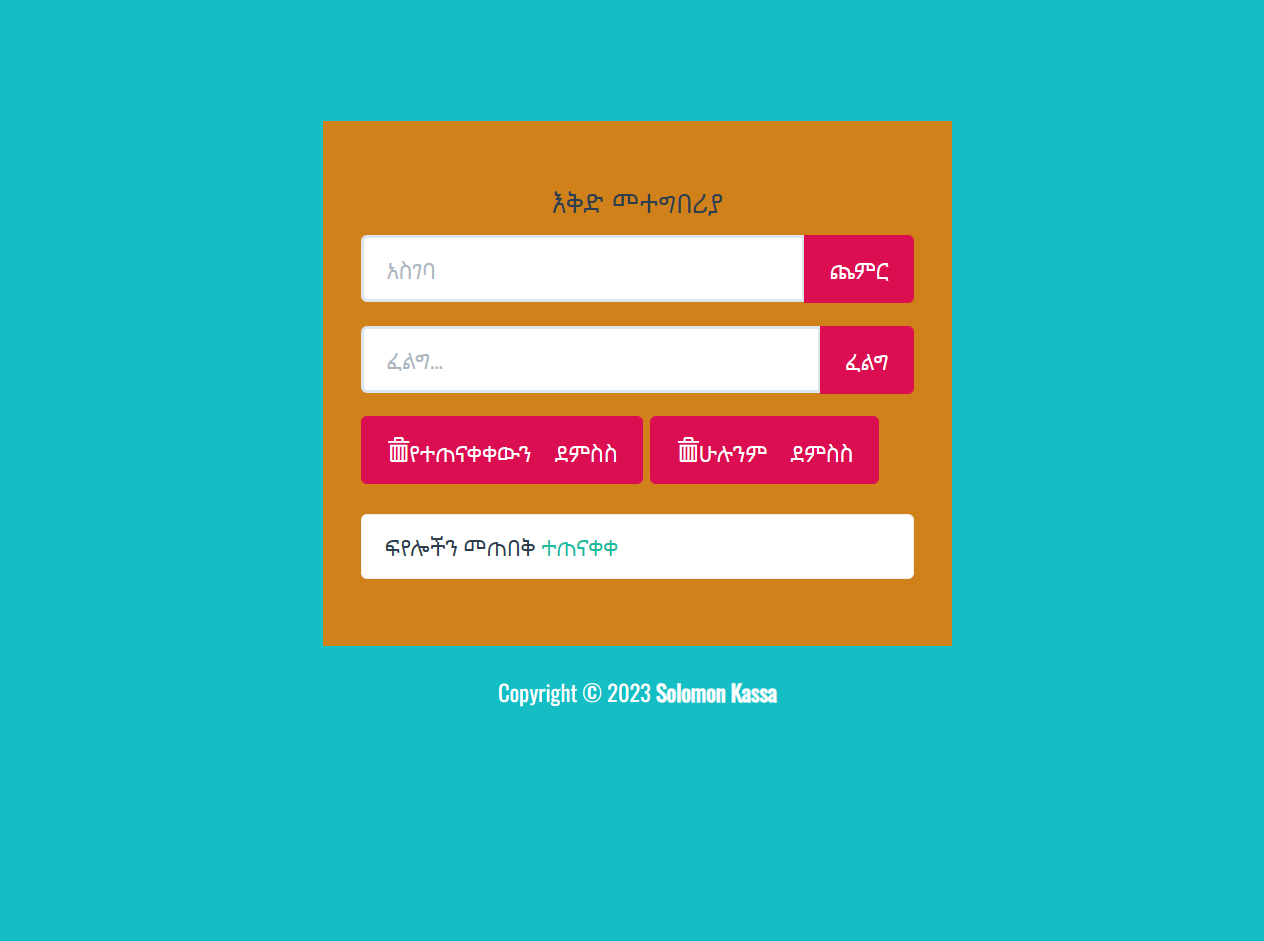 እቅድ መተግበሪያ
አስገባ ጨምር
ፈልግ... ፈልግ
የተጠናቀቀውን ደምስስ ሁሉንም ደምስስ
ፍየሎችን መጠበቅ ተጠናቀቀ
Copyright © 2023 Solomon Kassa